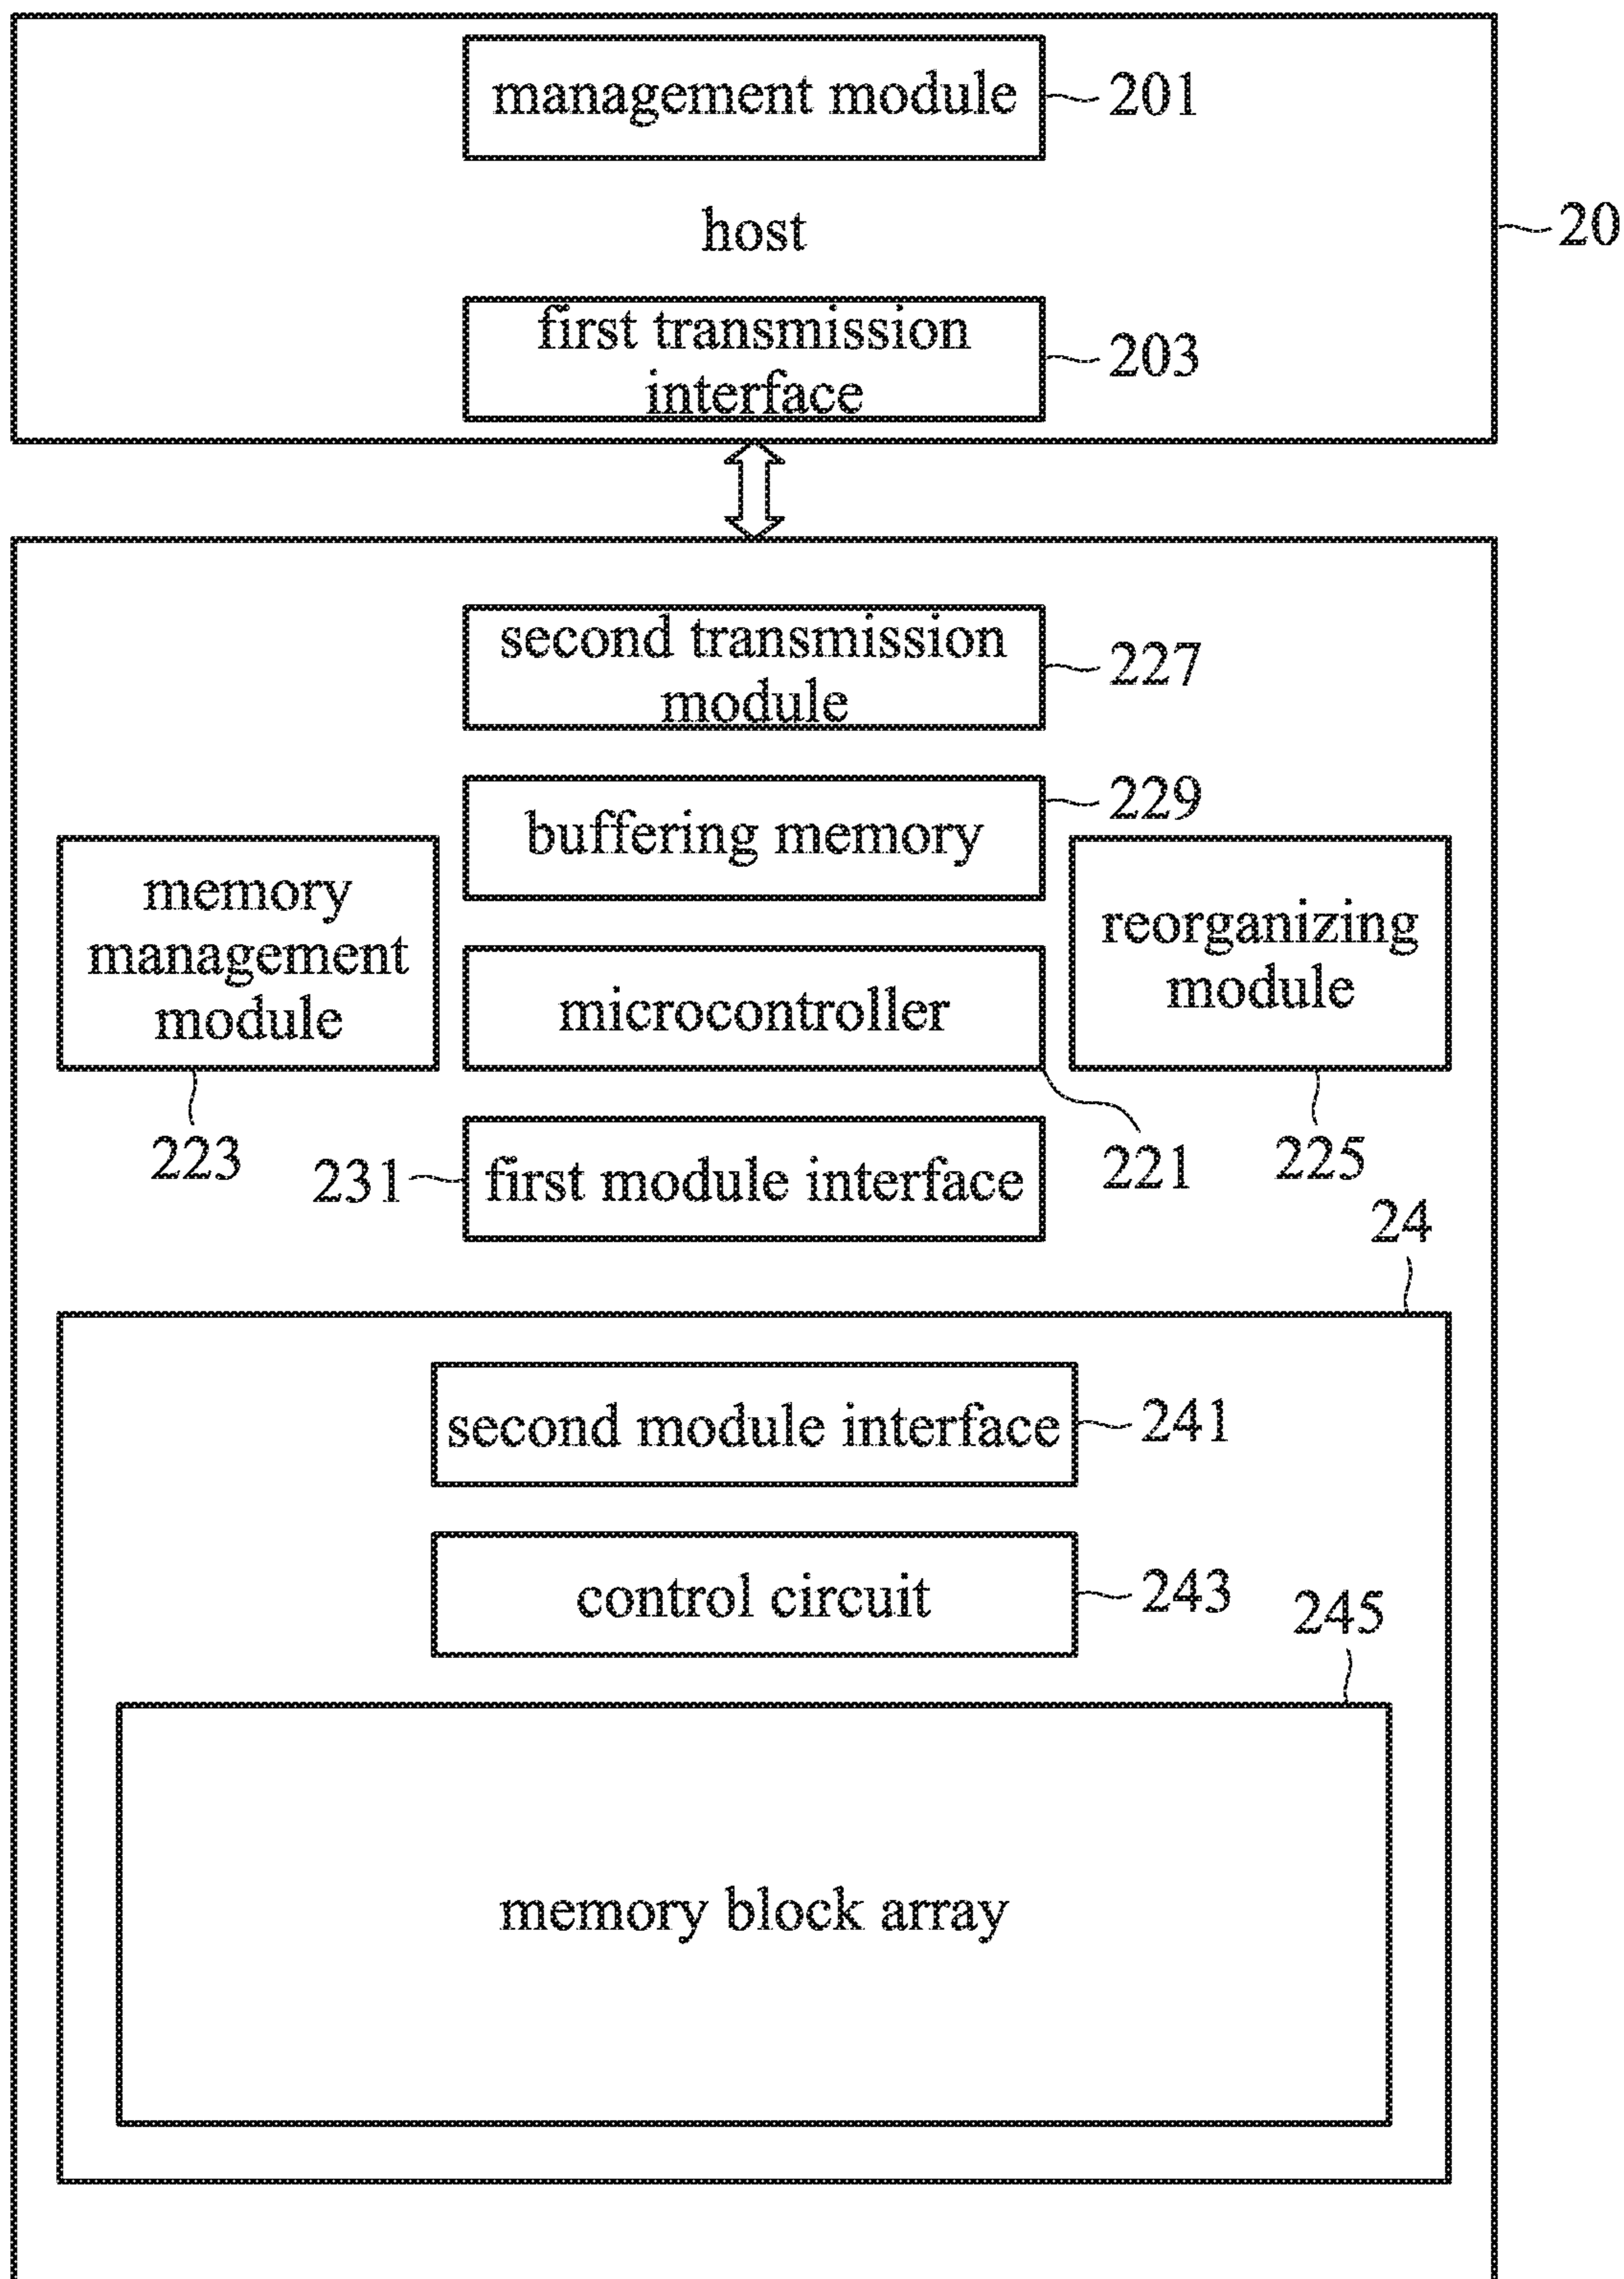 management module
201
host
20
first transmission
interface
203
second transmission
module
227
buffering memory
229
memory
management
module
223
microcontroller
221
reorganizing
module
225
231
first module interface
24
second module interface
241
control circuit
243
245
memory block array